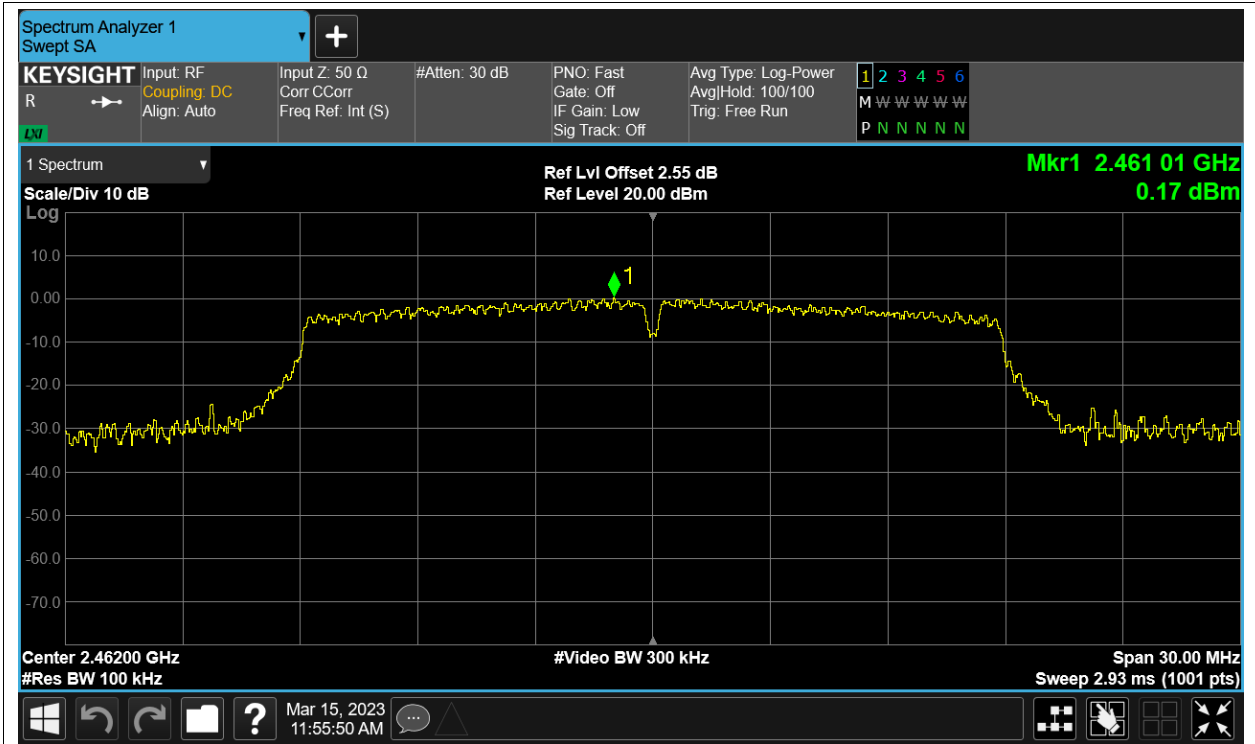 Spectrum Analyzer 1
Swept SA
KEYSIGHT
R
LXI
Input: RF
Coupling: DC
Align: Auto
Input Z: 50 Ω
Corr CCorr
Freq Ref: Int (S)
#Atten: 30 dB
PNO: Fast
Gate: Off
IF Gain: Low
Sig Track: Off
Avg Type: Log-Power
Avg|Hold: 100/100
Trig: Free Run
1 2 3 4 5 6
M W W W W W
P N N N N N
1 Spectrum
Scale/Div 10 dB
Log
Ref Lvl Offset 2.55 dB
Ref Level 20.00 dBm
Mkr1 2.461 01 GHz
0.17 dBm
1
10.0
0.00
-10.0
-20.0
-30.0
-40.0
-50.0
-60.0
-70.0
Center 2.46200 GHz
#Video BW 300 kHz
Span 30.00 MHz
#Res BW 100 kHz
Sweep 2.93 ms (1001 pts)
?
Mar 15, 2023
11:55:50 AM